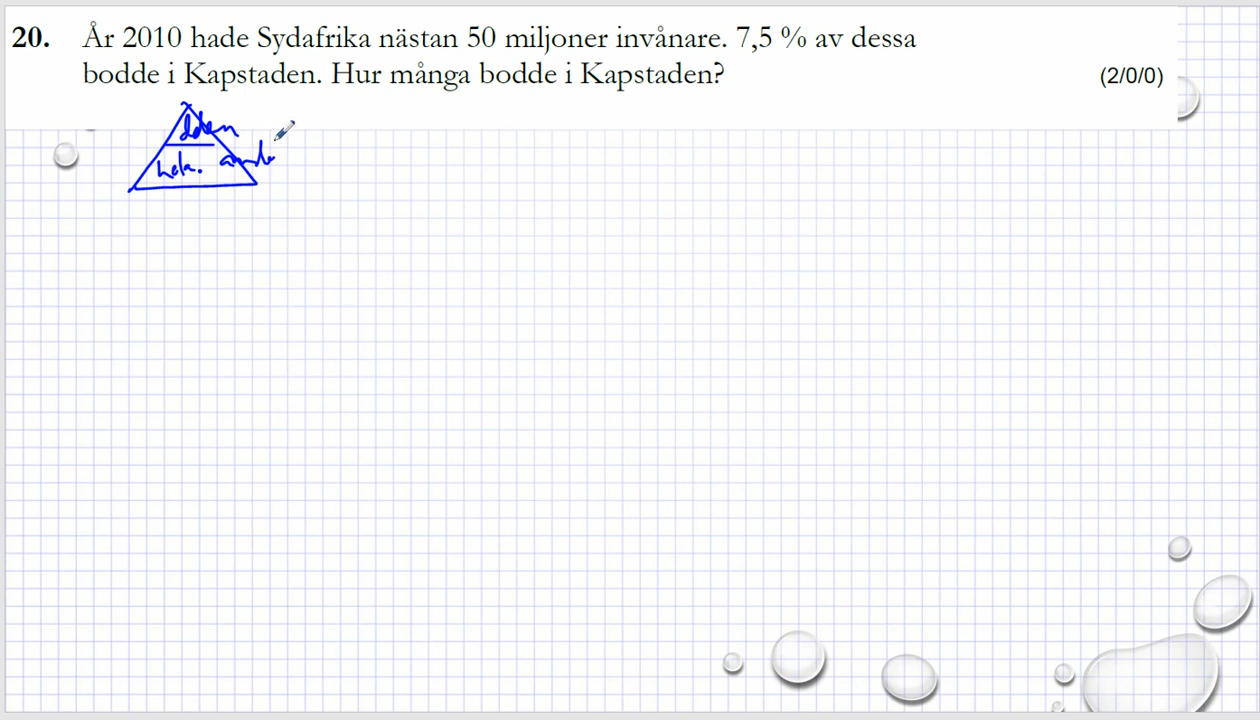 20. År 2010 hade Sydafrika nästan 50 miljoner invånare. 7,5 % av dessa
bodde i Kapstaden. Hur många bodde i Kapstaden? (2/0/0)
hela.